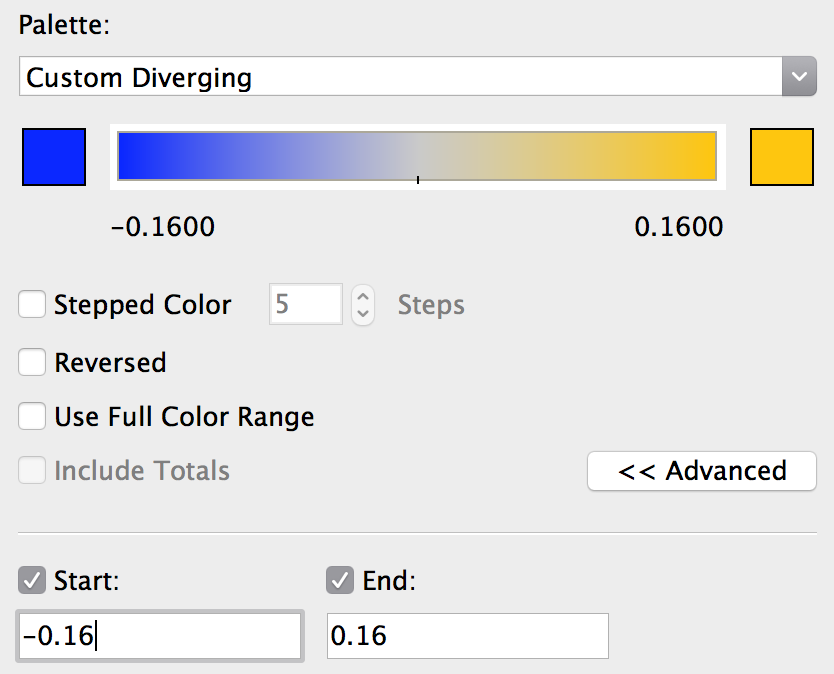 Palette:
Custom Diverging
-0.1600 0.1600
Stepped Color 5 Steps
Reversed
Use Full Color Range
Include Totals << Advanced
Start: End:
-0.16 0.16